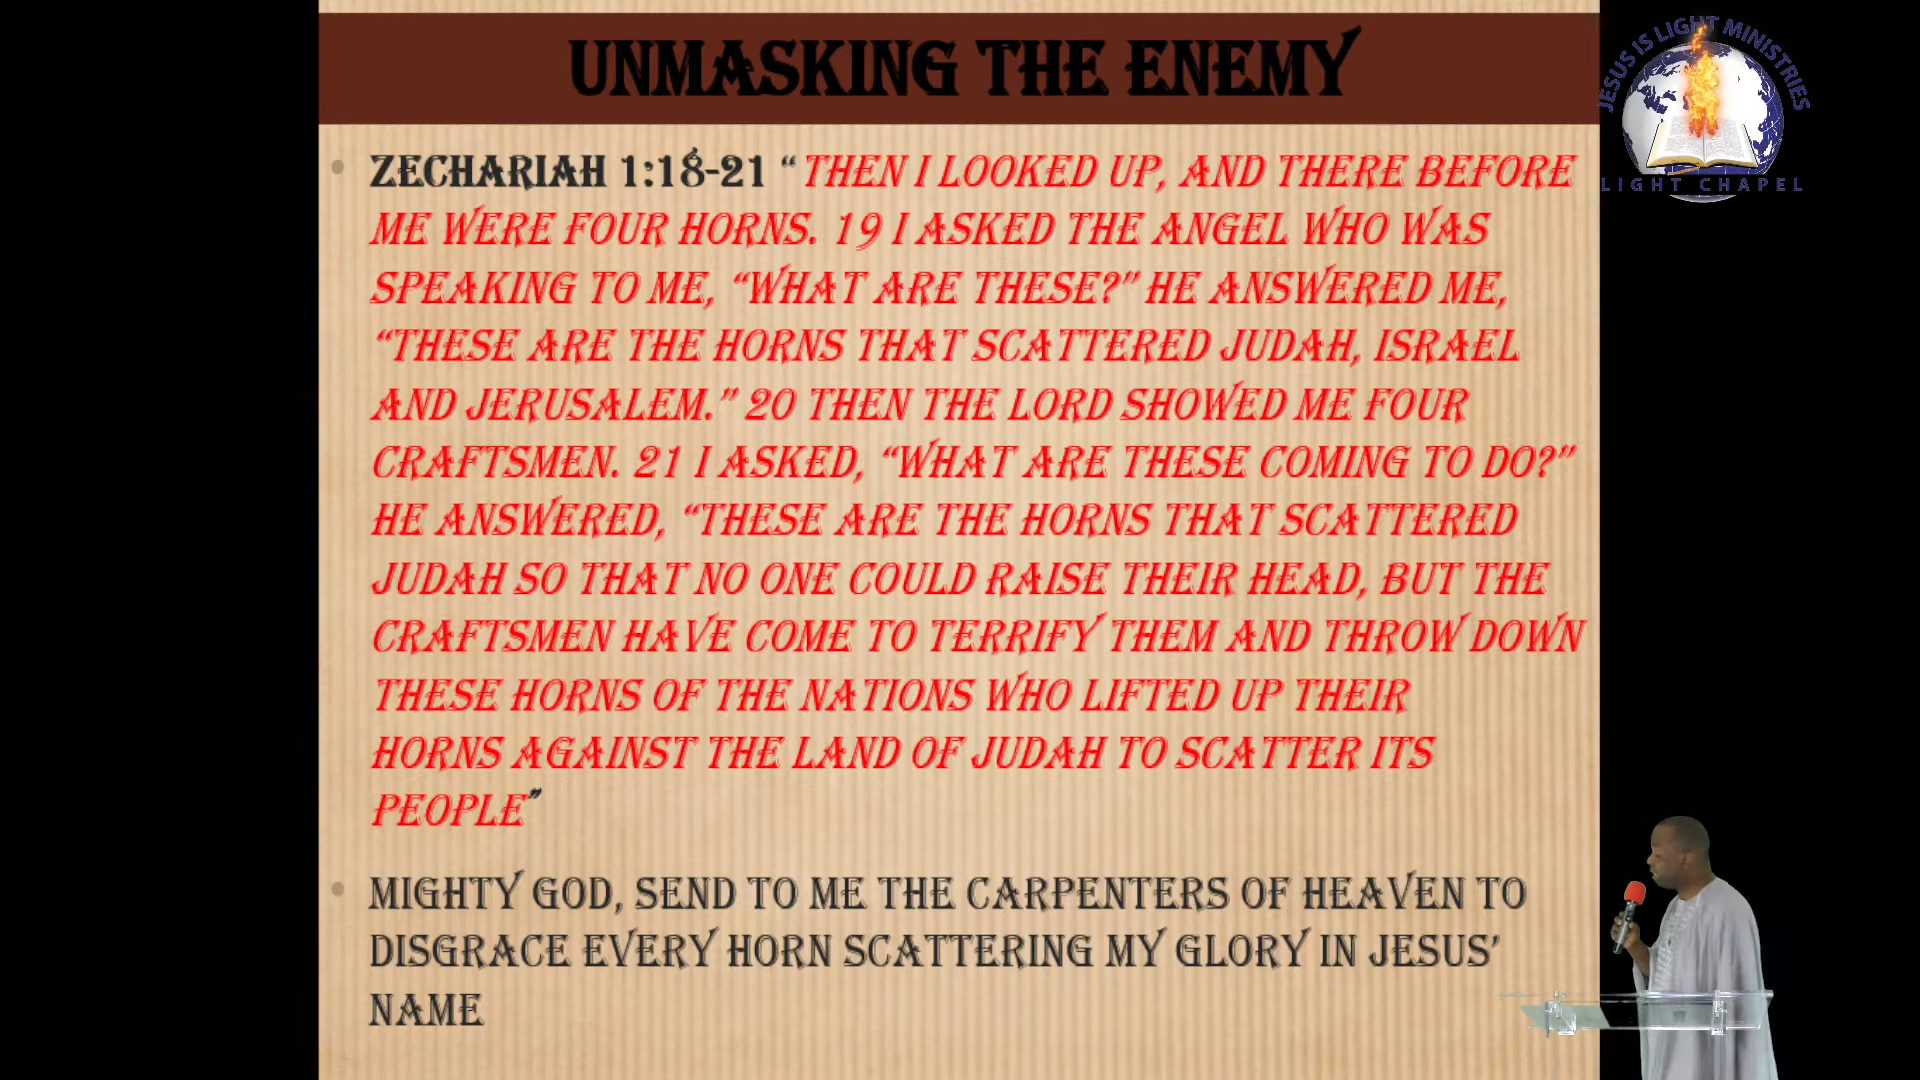 UNMASKING THE ENEMY
JESUS IS LIGHT MINISTRIES
LIGHT CHAPEL
• ZECHARIAH 1:18-21 “ THEN I LOOKED UP, AND THERE BEFORE
ME WERE FOUR HORNS. 19 I ASKED THE ANGEL WHO WAS
SPEAKING TO ME, “WHAT ARE THESE?” HE ANSWERED ME,
“THESE ARE THE HORNS THAT SCATTERED JUDAH, ISRAEL
AND JERUSALEM.” 20 THEN THE LORD SHOWED ME FOUR
CRAFTSMEN. 21 I ASKED, “WHAT ARE THESE COMING TO DO?”
HE ANSWERED, “THESE ARE THE HORNS THAT SCATTERED
JUDAH SO THAT NO ONE COULD RAISE THEIR HEAD, BUT THE
CRAFTSMEN HAVE COME TO TERRIFY THEM AND THROW DOWN
THESE HORNS OF THE NATIONS WHO LIFTED UP THEIR
HORNS AGAINST THE LAND OF JUDAH TO SCATTER ITS
PEOPLE”
• MIGHTY GOD, SEND TO ME THE CARPENTERS OF HEAVEN TO
DISGRACE EVERY HORN SCATTERING MY GLORY IN JESUS’
NAME